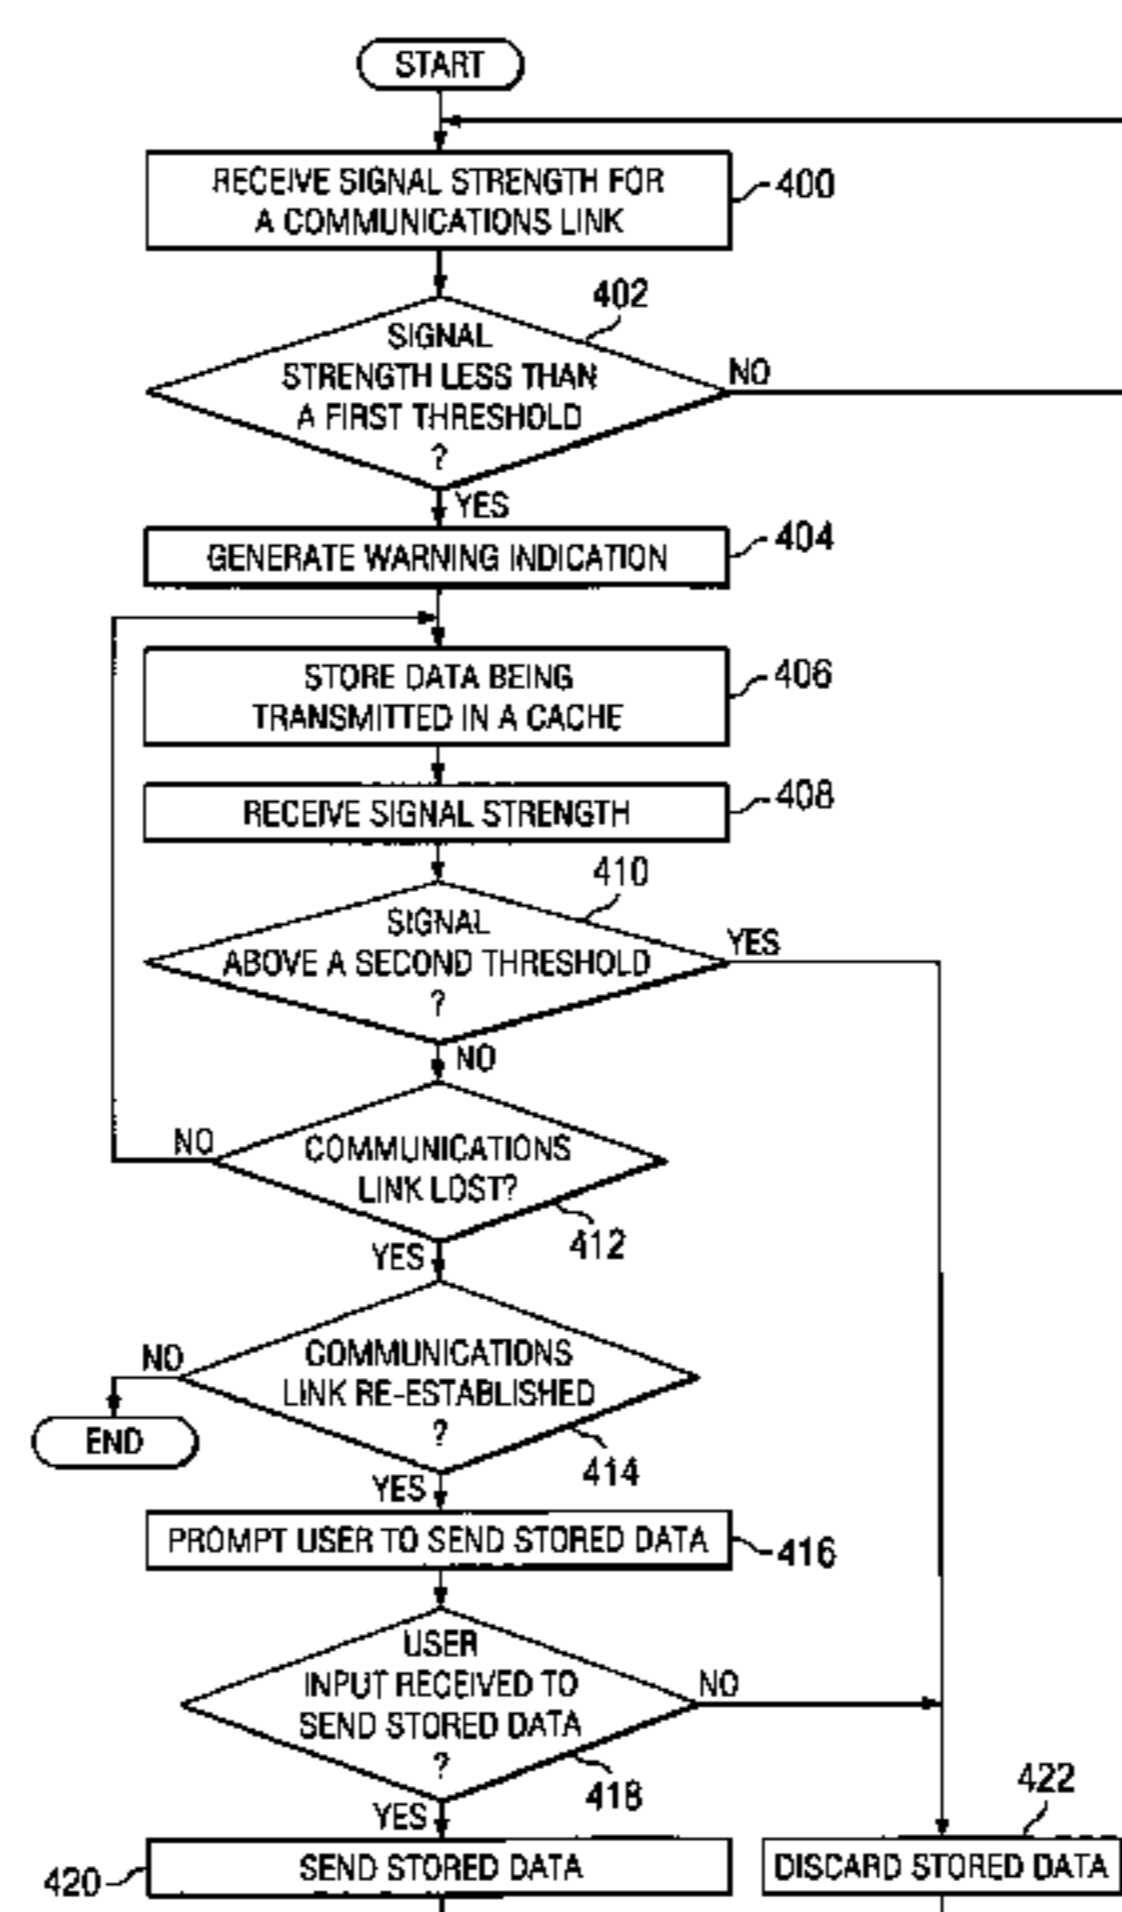 START
RECEIVE SIGNAL STRENGTH FOR
A COMMUNICATIONS LINK
400
402
SIGNAL
STRENGTH LESS THAN
A FIRST THRESHOLD
?
NO
YES
GENERATE WARNING INDICATION
404
STORE DATA BEING
TRANSMITTED IN A CACHE
406
RECEIVE SIGNAL STRENGTH
408
410
SIGNAL
ABOVE A SECOND THRESHOLD
?
YES
NO
COMMUNICATIONS
LINK LOST?
NO
412
YES
COMMUNICATIONS
LINK RE-ESTABLISHED
?
NO
END
414
YES
PROMPT USER TO SEND STORED DATA
416
USER
INPUT RECEIVED TO
SEND STORED DATA
?
NO
418
YES
422
420
SEND STORED DATA
DISCARD STORED DATA